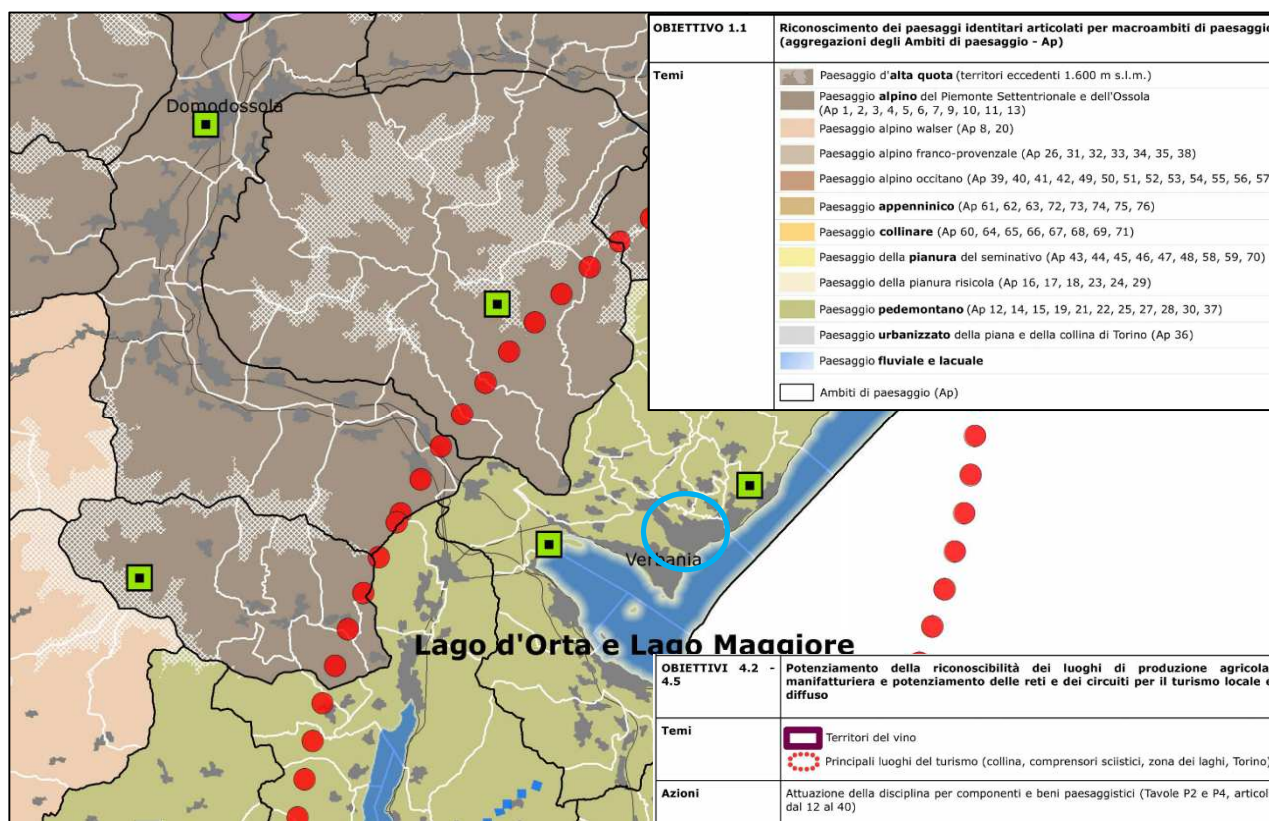 OBIETTIVO 1.1
Riconoscimento dei paesaggi identitari articolati per macroambiti di paesaggio
(aggregazioni degli Ambiti di paesaggio - Ap)
Temi
Paesaggio d'alta quota (territori eccedenti 1.600 m s.l.m.)
Paesaggio alpino del Piemonte Settentrionale e dell'Ossola
(Ap 1, 2, 3, 4, 5, 6, 7, 9, 10, 11, 13)
Paesaggio alpino walser (Ap 8, 20)
Paesaggio alpino franco-provenzale (Ap 26, 31, 32, 33, 34, 35, 38)
Paesaggio alpino occitano (Ap 39, 40, 41, 42, 49, 50, 51, 52, 53, 54, 55, 56, 57
Paesaggio appenninico (Ap 61, 62, 63, 72, 73, 74, 75, 76)
Paesaggio collinare (Ap 60, 64, 65, 66, 67, 68, 69, 71)
Paesaggio della pianura del seminativo (Ap 43, 44, 45, 46, 47, 48, 58, 59, 70)
Paesaggio della pianura risicola (Ap 16, 17, 18, 23, 24, 29)
Paesaggio pedemontano (Ap 12, 14, 15, 19, 21, 22, 25, 27, 28, 30, 37)
Paesaggio urbanizzato della piana e della collina di Torino (Ap 36)
Paesaggio fluviale e lacuale
Ambiti di paesaggio (Ap)
Domodossola
Verbania
Lago d'Orta e Lago Maggiore
OBIETTIVI 4.2 -
4.5
Potenziamento della riconoscibilità dei luoghi di produzione agricola,
manifatturiera e potenziamento delle reti e dei circuiti per il turismo locale e
diffuso
Temi
Territori del vino
Principali luoghi del turismo (collina, comprensori sciistici, zona dei laghi, Torino)
Azioni
Attuazione della disciplina per componenti e beni paesaggistici (Tavole P2 e P4, articoli
dal 12 al 40)